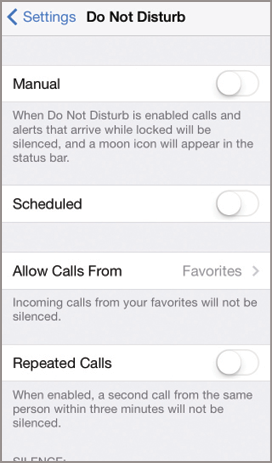 Settings Do Not Disturb
Manual
When Do Not Disturb is enabled calls and
alerts that arrive while locked will be
silenced, and a moon icon will appear in the
status bar.
Scheduled
Allow Calls From Favorites
Incoming calls from your favorites will not be
silenced.
Repeated Calls
When enabled, a second call from the same
person within three minutes will not be
silenced.
SILENCE: